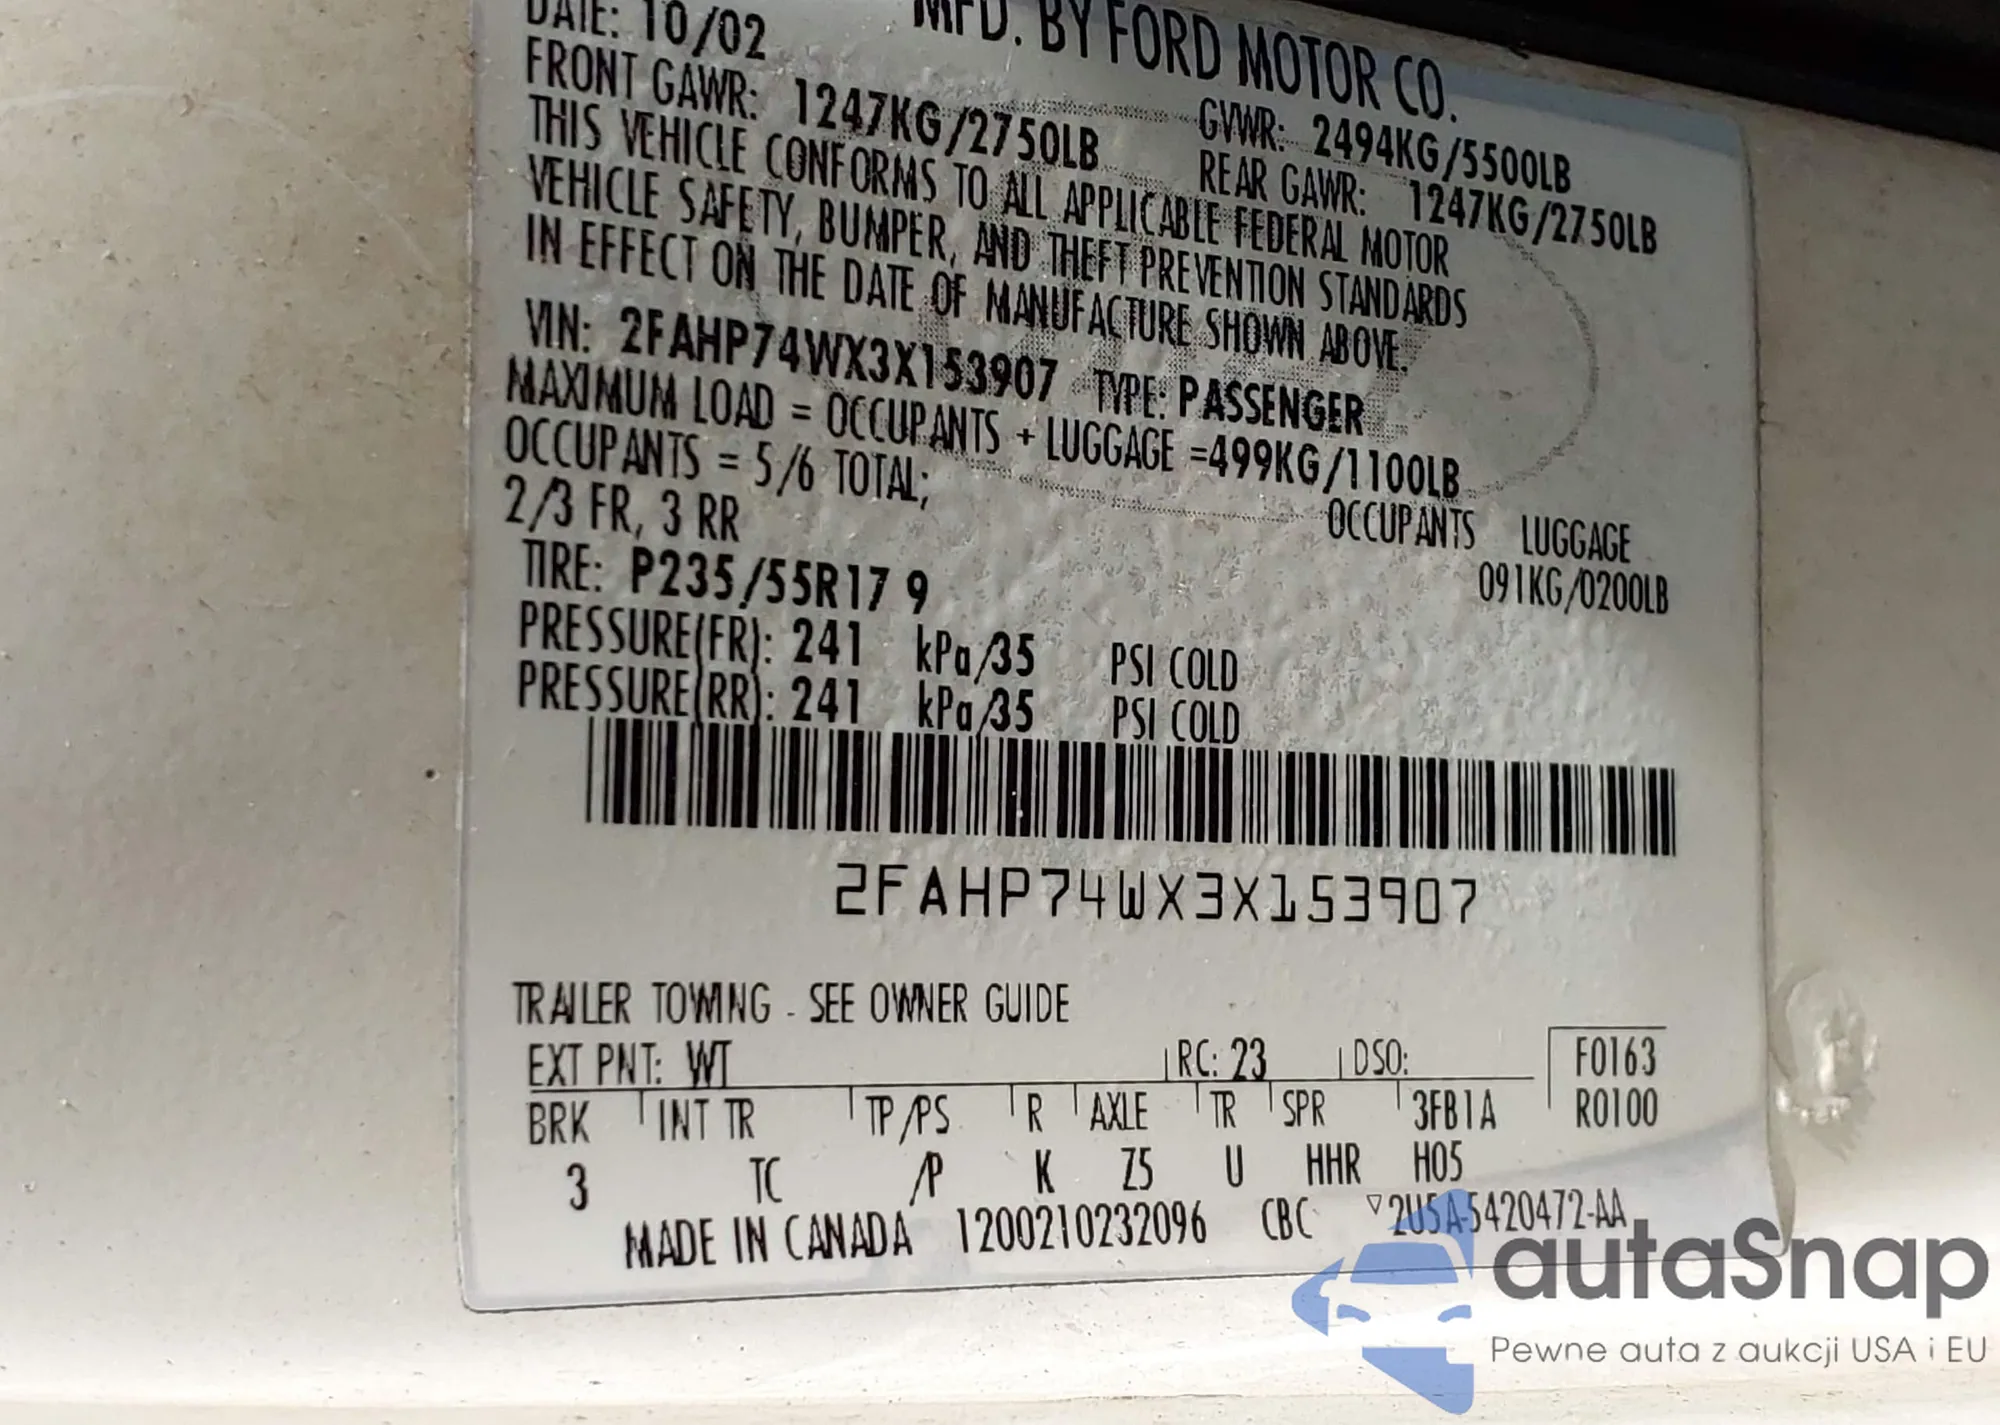 DATE: 10/02 MFD. BY FORD MOTOR CO.
FRONT GAWR: 1247KG/2750LB GVWR: 2494KG/5500LB
REAR GAWR: 1247KG/2750LB
THIS VEHICLE CONFORMS TO ALL APPLICABLE FEDERAL MOTOR
VEHICLE SAFETY, BUMPER, AND THEFT PREVENTION STANDARDS
IN EFFECT ON THE DATE OF MANUFACTURE SHOWN ABOVE.
VIN: 2FAHP74WX3X153907 TYPE: PASSENGER
MAXIMUM LOAD = OCCUPANTS + LUGGAGE =499KG/1100LB
OCCUPANTS = 5/6 TOTAL; OCCUPANTS LUGGAGE
2/3 FR, 3 RR 091KG/0200LB
TIRE: P235/55R17 9
PRESSURE(FR): 241 kPa/35 PSI COLD
PRESSURE(RR): 241 kPa/35 PSI COLD
2FAHP74WX3X153907
TRAILER TOWING - SEE OWNER GUIDE
EXT PNT: WT RC: 23 DSO: F0163
BRK INT TR TP/PS R AXLE TR SPR 3FB1A R0100
3 TC /P K Z5 U HHR H05
MADE IN CANADA 1200210232096 CBC ▽2U5A-5420472-AA
autaSnap
Pewne auta z aukcji USA i EU